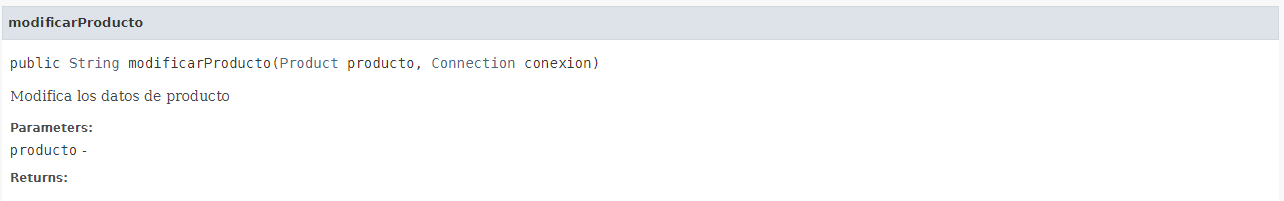 modificarProducto
public String modificarProducto(Product producto, Connection conexion)
Modifica los datos de producto
Parameters:
producto -
Returns: